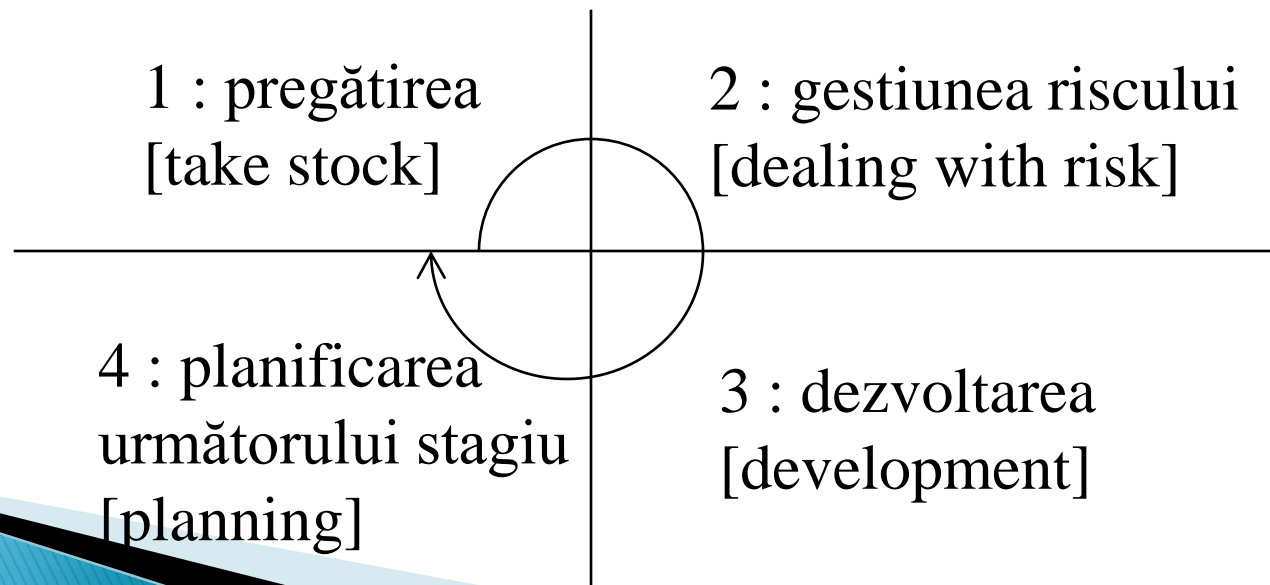 1 : pregătirea
[take stock]
2 : gestiunea riscului
[dealing with risk]
4 : planificarea
următorului stagiu
[planning]
3 : dezvoltarea
[development]